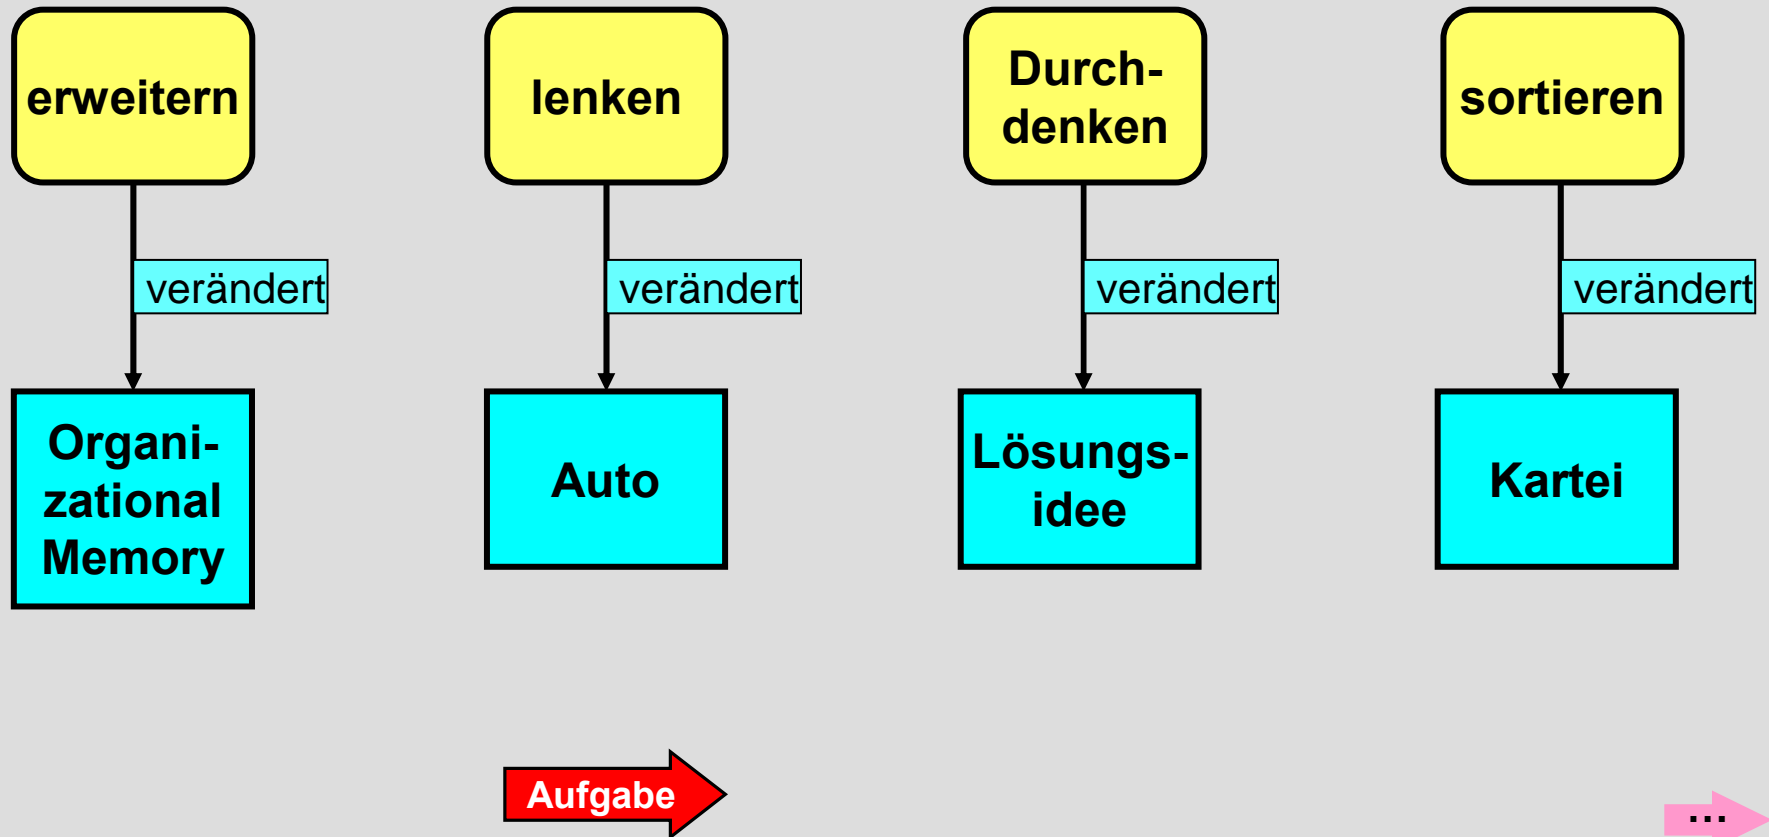 erweitern
lenken
Durch-
denken
sortieren
verändert
verändert
verändert
verändert
Organi-
zational
Memory
Auto
Lösungs-
idee
Kartei
Aufgabe
...